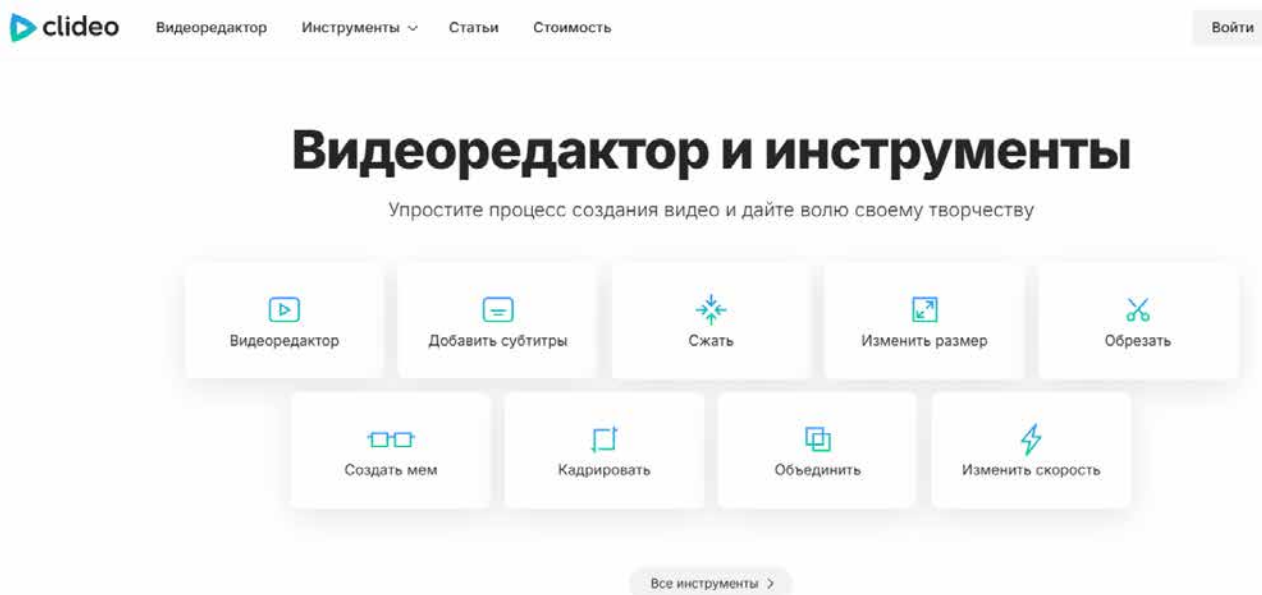 clideo Видеоредактор Инструменты Статьи Стоимость Войти
Видеоредактор и инструменты
Упростите процесс создания видео и дайте волю своему творчеству
Видеоредактор Добавить субтитры Сжать Изменить размер Обрезать
Создать мем Кадрировать Объединить Изменить скорость
Все инструменты